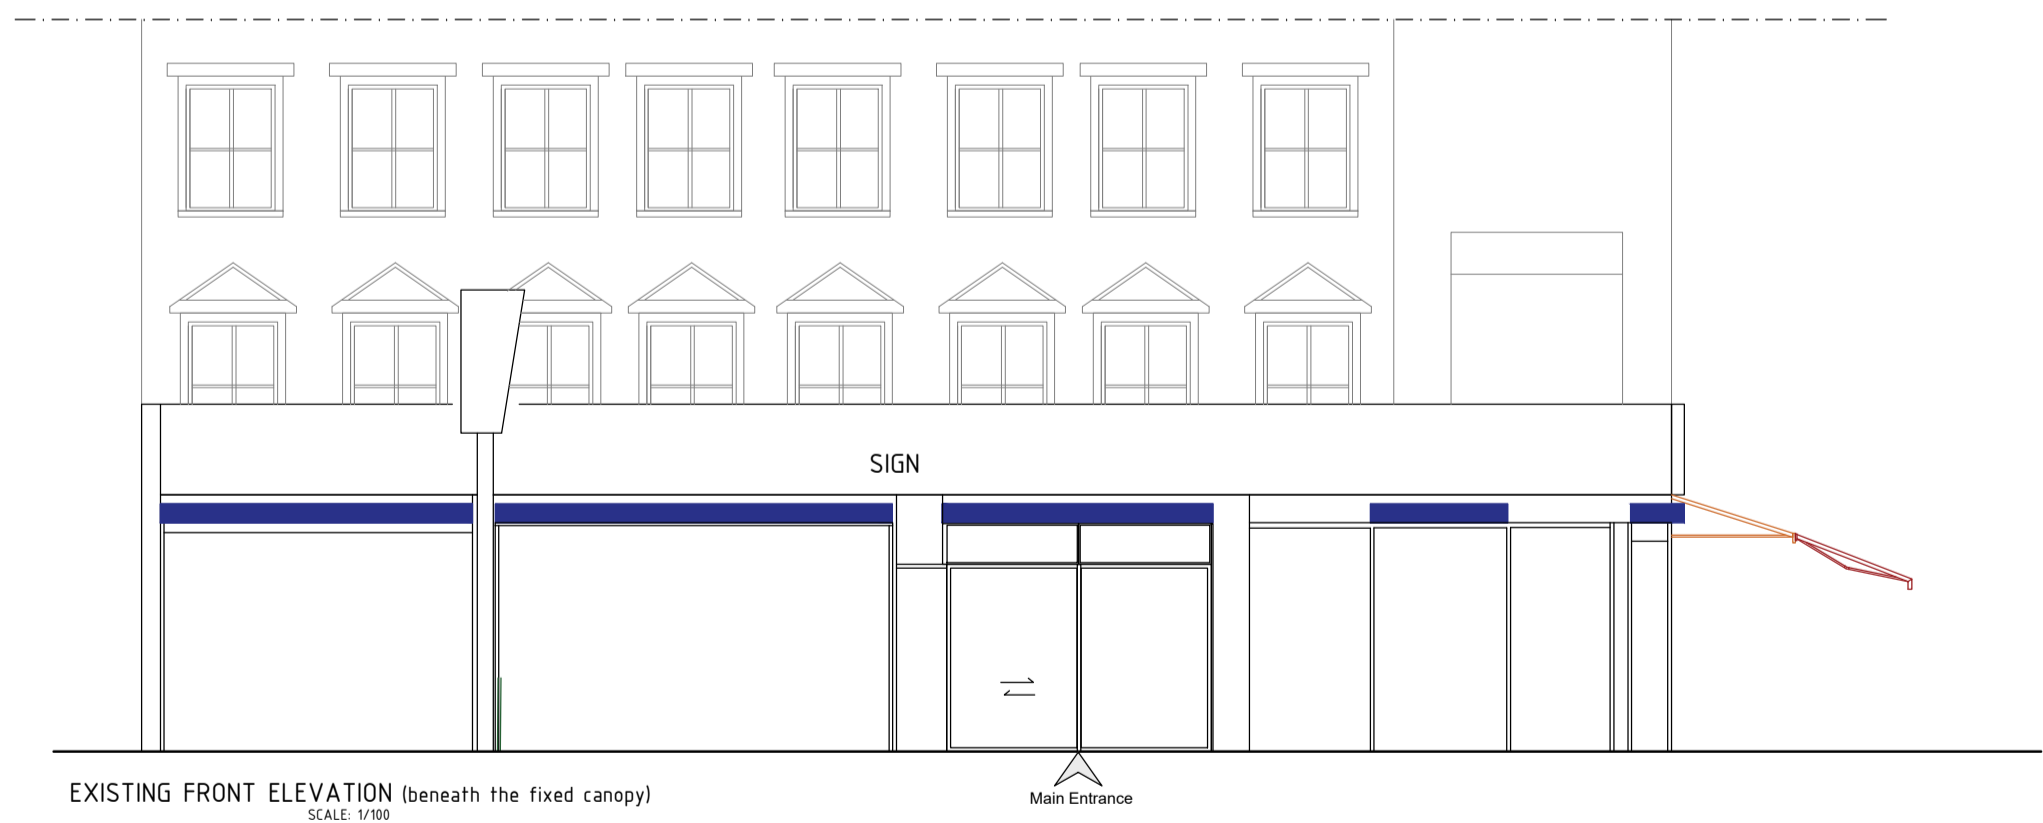 SIGN
EXISTING FRONT ELEVATION (beneath the fixed canopy)
SCALE: 1/100
Main Entrance